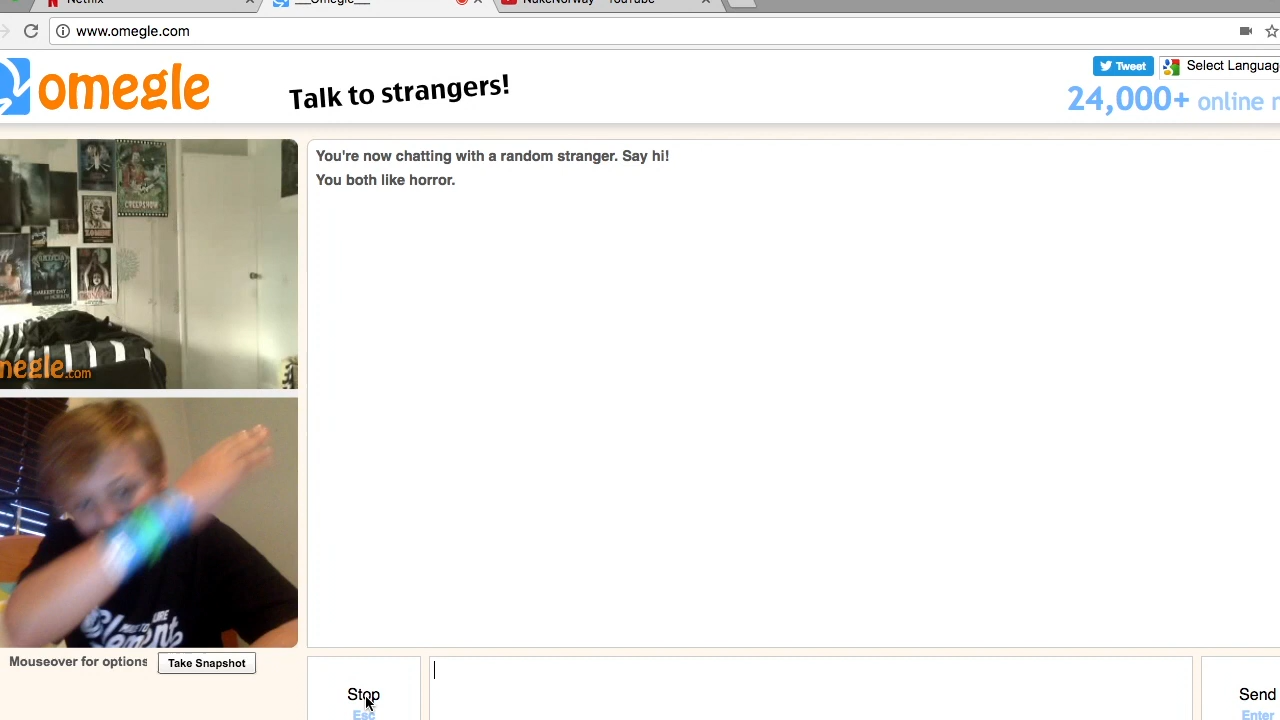 Netflix
___Omegle___
NukeNorway - YouTube
www.omegle.com
omegle
Talk to strangers!
Tweet
Select Languag
24,000+ online n
You're now chatting with a random stranger. Say hi!
You both like horror.
CREEPSHOW
negle.com
Mouseover for options
Take Snapshot
Stop
Esc
Send
Enter